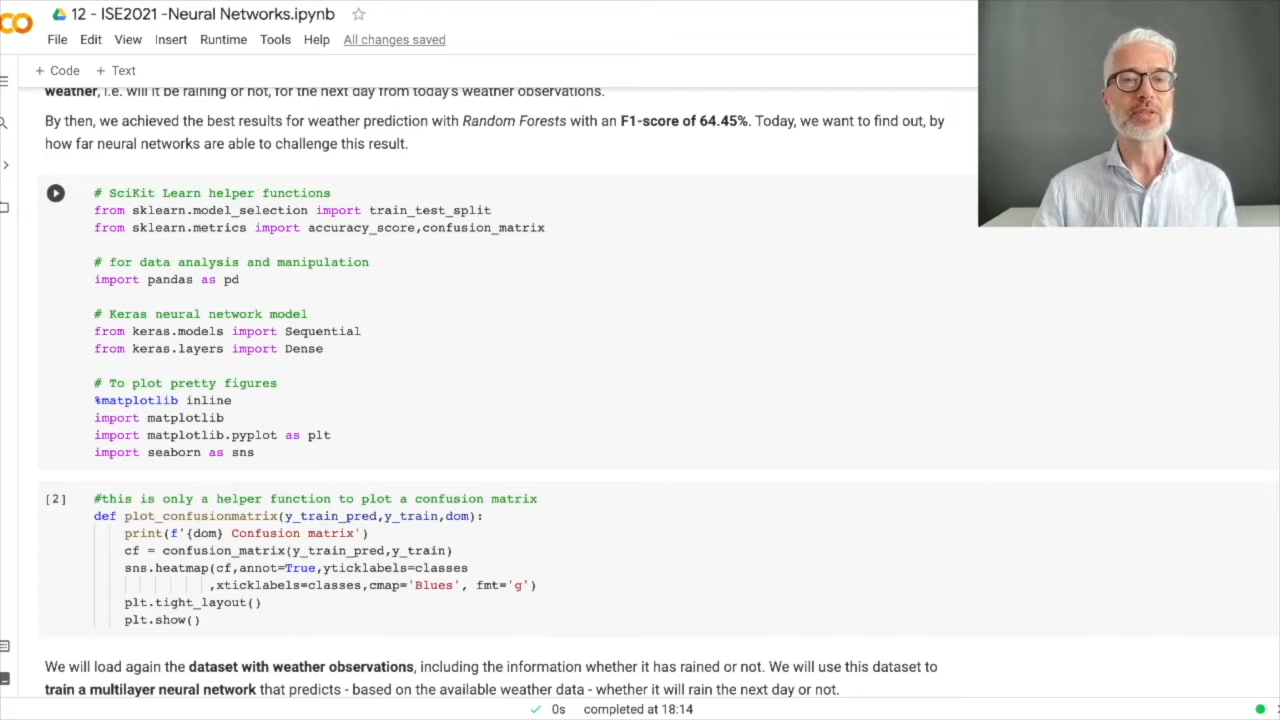 12 - ISE2021 -Neural Networks.ipynb
File Edit View Insert Runtime Tools Help All changes saved
+ Code + Text
weather, i.e. will it be raining or not, for the next day from today's weather observations.
By then, we achieved the best results for weather prediction with Random Forests with an F1-score of 64.45%. Today, we want to find out, by
how far neural networks are able to challenge this result.
# SciKit Learn helper functions
from sklearn.model_selection import train_test_split
from sklearn.metrics import accuracy_score,confusion_matrix
# for data analysis and manipulation
import pandas as pd
# Keras neural network model
from keras.models import Sequential
from keras.layers import Dense
# To plot pretty figures
%matplotlib inline
import matplotlib
import matplotlib.pyplot as plt
import seaborn as sns
[2] #this is only a helper function to plot a confusion matrix
def plot_confusionmatrix(y_train_pred,y_train,dom):
print(f'{dom} Confusion matrix')
cf = confusion_matrix(y_train_pred,y_train)
sns.heatmap(cf,annot=True,yticklabels=classes
,xticklabels=classes,cmap='Blues', fmt='g')
plt.tight_layout()
plt.show()
We will load again the dataset with weather observations, including the information whether it has rained or not. We will use this dataset to
train a multilayer neural network that predicts - based on the available weather data - whether it will rain the next day or not.
0s completed at 18:14